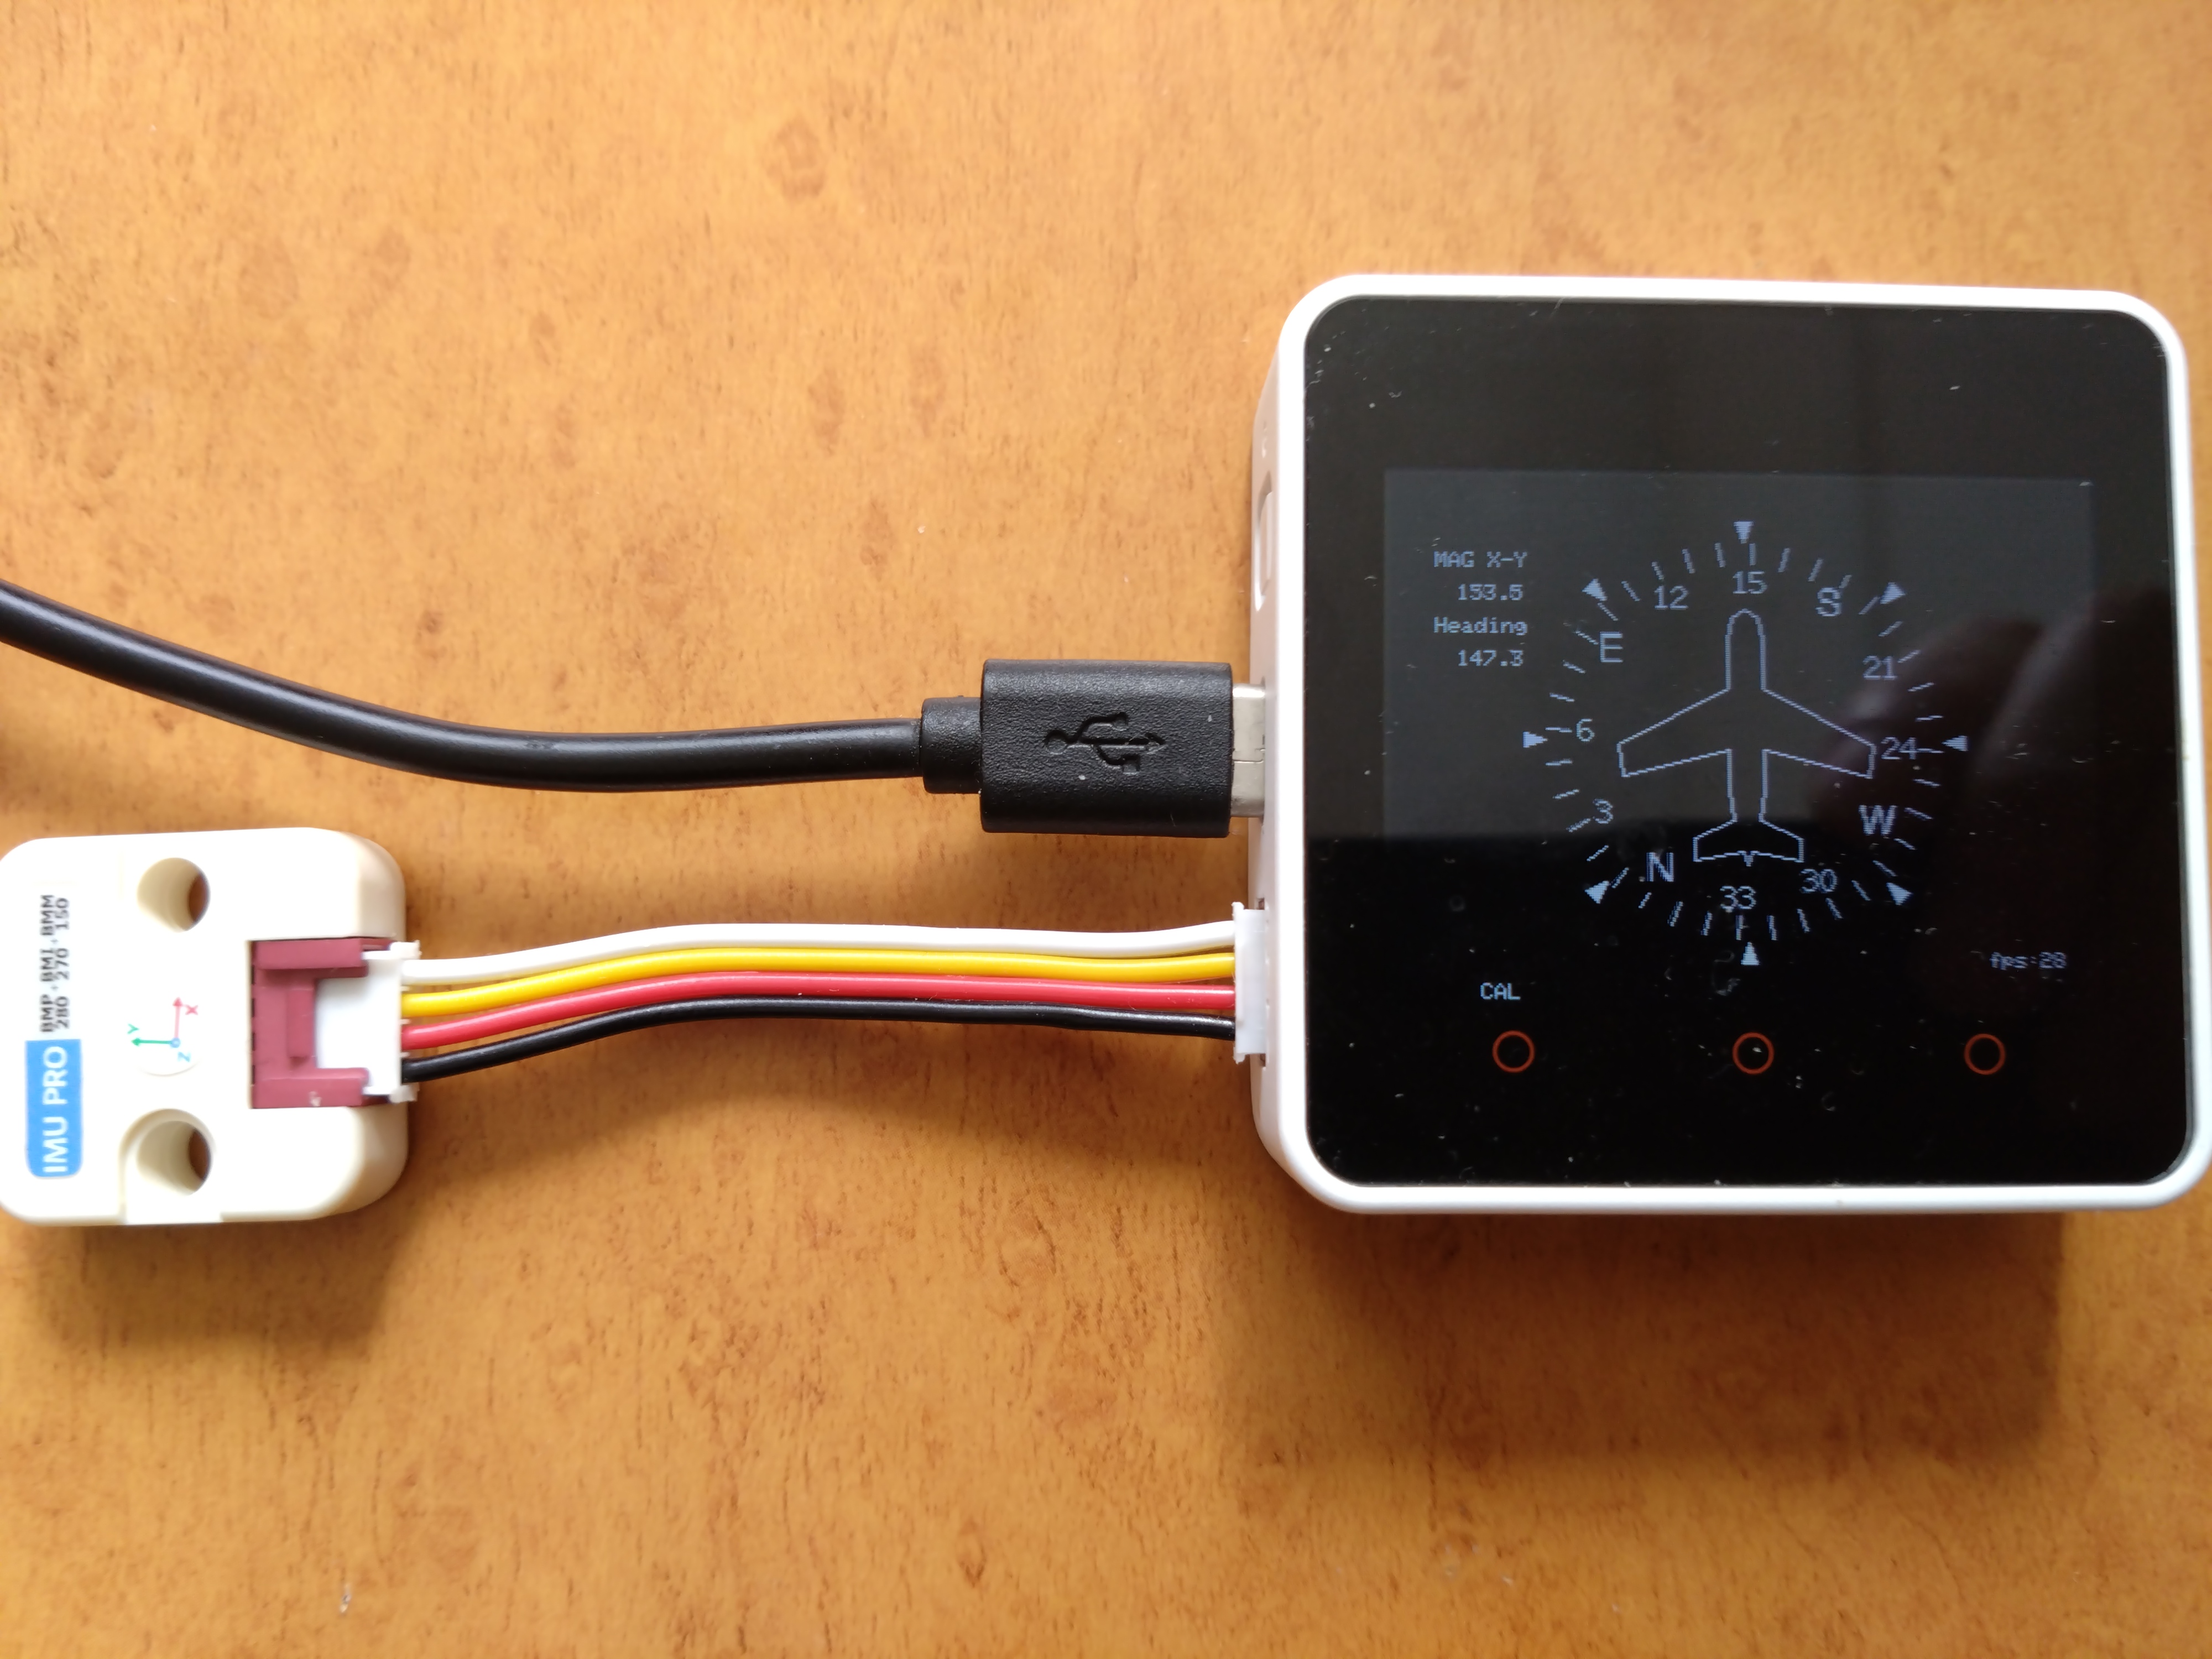 MAG X-Y
153.5
Heading
147.3
12
15
S
E
21
6
24
3
W
N
33
30
fps:28
CAL
IMU PRO
BMP+BMI+BMM
280 270 150
X
Y
Z